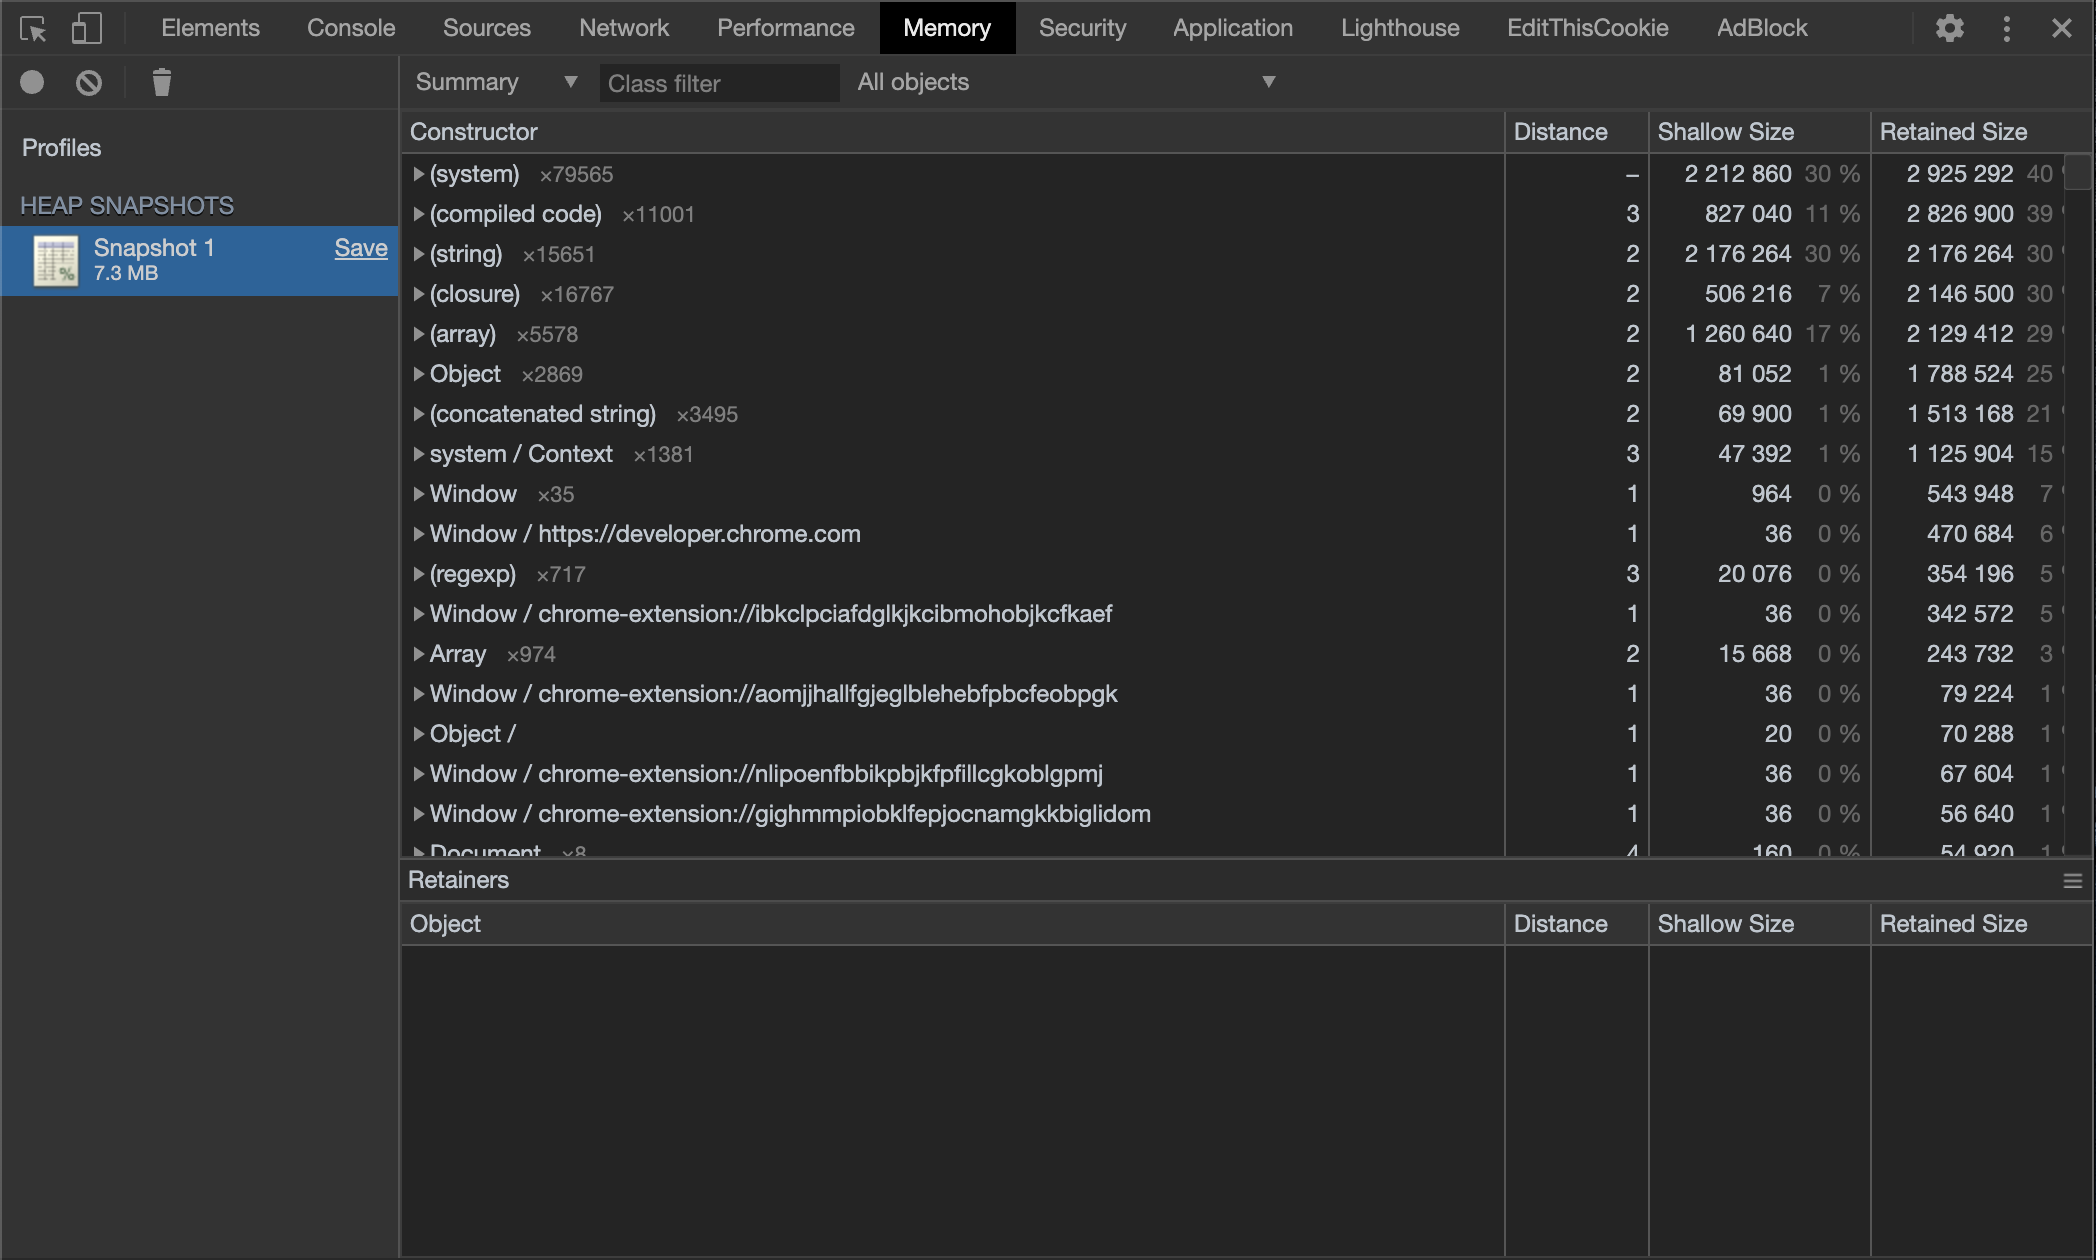 Elements Console Sources Network Performance Memory Security Application Lighthouse EditThisCookie AdBlock
Summary Class filter All objects
Profiles
HEAP SNAPSHOTS
Snapshot 1 Save
7.3 MB
Constructor Distance Shallow Size Retained Size
(system) ×79565 – 2 212 860 30 % 2 925 292 40
(compiled code) ×11001 3 827 040 11 % 2 826 900 39
(string) ×15651 2 2 176 264 30 % 2 176 264 30
(closure) ×16767 2 506 216 7 % 2 146 500 30
(array) ×5578 2 1 260 640 17 % 2 129 412 29
Object ×2869 2 81 052 1 % 1 788 524 25
(concatenated string) ×3495 2 69 900 1 % 1 513 168 21
system / Context ×1381 3 47 392 1 % 1 125 904 15
Window ×35 1 964 0 % 543 948 7
Window / https://developer.chrome.com 1 36 0 % 470 684 6
(regexp) ×717 3 20 076 0 % 354 196 5
Window / chrome-extension://ibkclpciafdglkjkcibmohobjkcfkaef 1 36 0 % 342 572 5
Array ×974 2 15 668 0 % 243 732 3
Window / chrome-extension://aomjjhallfgjeglblehebfpbcfeobpgk 1 36 0 % 79 224 1
Object / 1 20 0 % 70 288 1
Window / chrome-extension://nlipoenfbbikpbjkfpfillcgkoblgpmj 1 36 0 % 67 604 1
Window / chrome-extension://gighmmpiobklfepjocnamgkkbiglidom 1 36 0 % 56 640 1
Document ×8 4 160 0 % 54 920 1
Retainers
Object Distance Shallow Size Retained Size